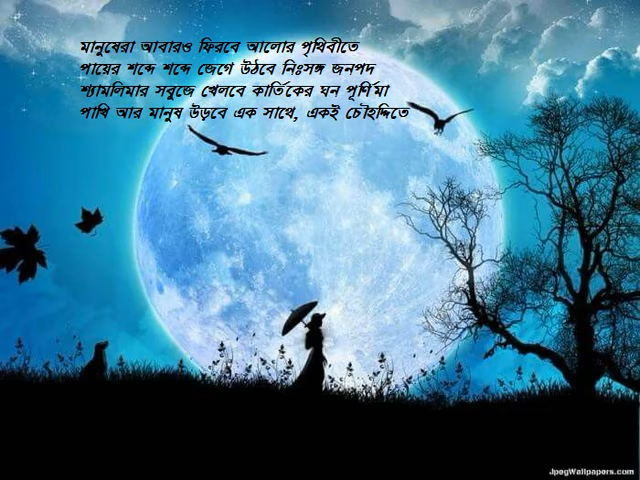 মানুষেরা আবারও ফিরবে আলোর পৃথিবীতে
পায়ের শব্দে শব্দে জেগে উঠবে নিঃসঙ্গ জনপদ
শ্যামলিমার সবুজে খেলবে কার্তিকের ঘন পূর্ণিমা
পাখি আর মানুষ উড়বে এক সাথে, একই চৌহদ্দিতে
JpegWallpapers.com